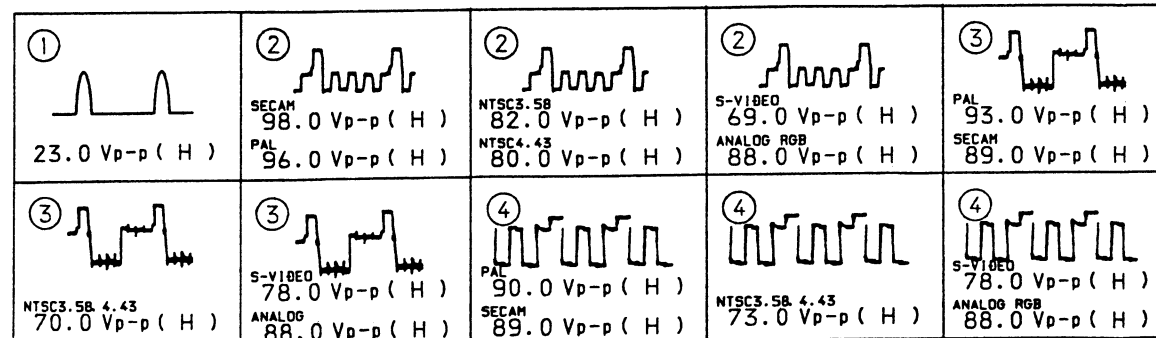 ①
23.0 Vp-p ( H )
②
SECAM
98.0 Vp-p ( H )
PAL
96.0 Vp-p ( H )
②
NTSC3.58
82.0 Vp-p ( H )
NTSC4.43
80.0 Vp-p ( H )
②
S-VIDEO
69.0 Vp-p ( H )
ANALOG RGB
88.0 Vp-p ( H )
③
PAL
93.0 Vp-p ( H )
SECAM
89.0 Vp-p ( H )
③
NTSC3.58. 4.43
70.0 Vp-p ( H )
③
S-VIDEO
78.0 Vp-p ( H )
ANALOG
88.0 Vp-p ( H )
④
PAL
90.0 Vp-p ( H )
SECAM
89.0 Vp-p ( H )
④
NTSC3.58. 4.43
73.0 Vp-p ( H )
④
S-VIDEO
78.0 Vp-p ( H )
ANALOG RGB
88.0 Vp-p ( H )